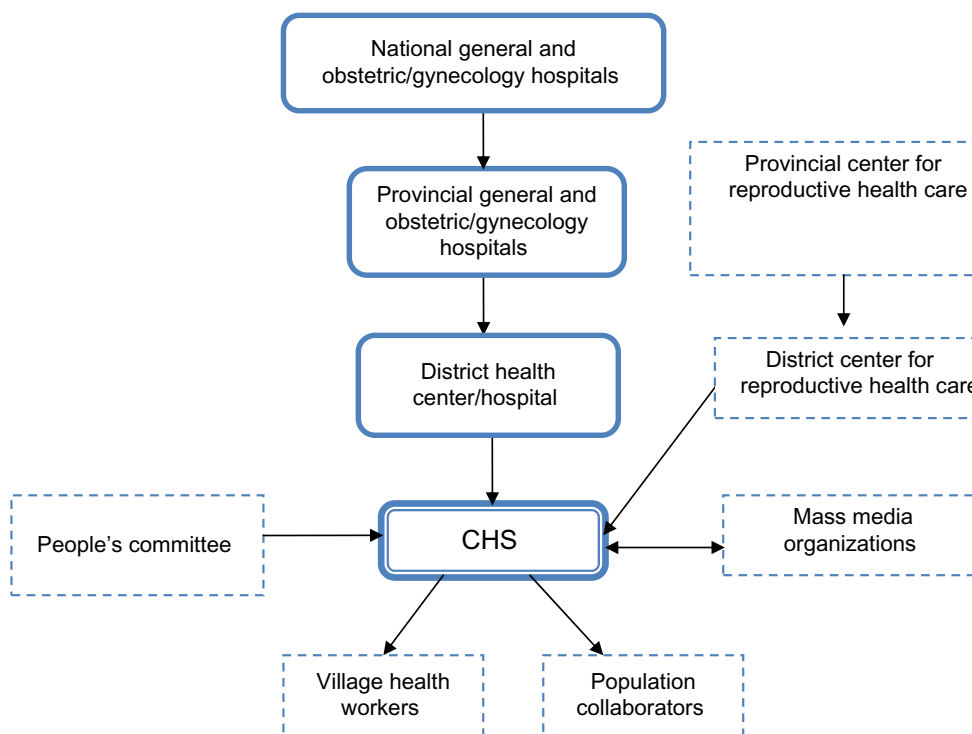 National general and
obstetric/gynecology hospitals
Provincial center for
reproductive health care
Provincial general and
obstetric/gynecology
hospitals
District health
center/hospital
District center for
reproductive health care
People’s committee
CHS
Mass media
organizations
Village health
workers
Population
collaborators